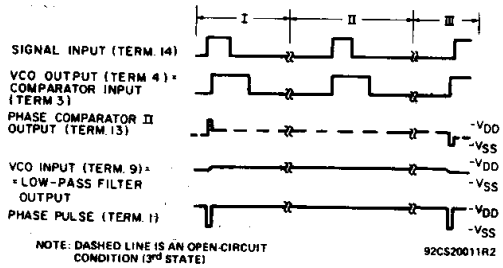 I II III
SIGNAL INPUT (TERM. 14)
VCO OUTPUT (TERM 4) =
COMPARATOR INPUT
(TERM 3)
PHASE COMPARATOR II
OUTPUT (TERM. 13)
-VDD
-VSS
VCO INPUT (TERM. 9) =
= LOW-PASS FILTER
OUTPUT
-VDD
PHASE PULSE (TERM. 1)
-VDD
-VSS
NOTE: DASHED LINE IS AN OPEN-CIRCUIT
CONDITION (3rd STATE)
92CS20011R2